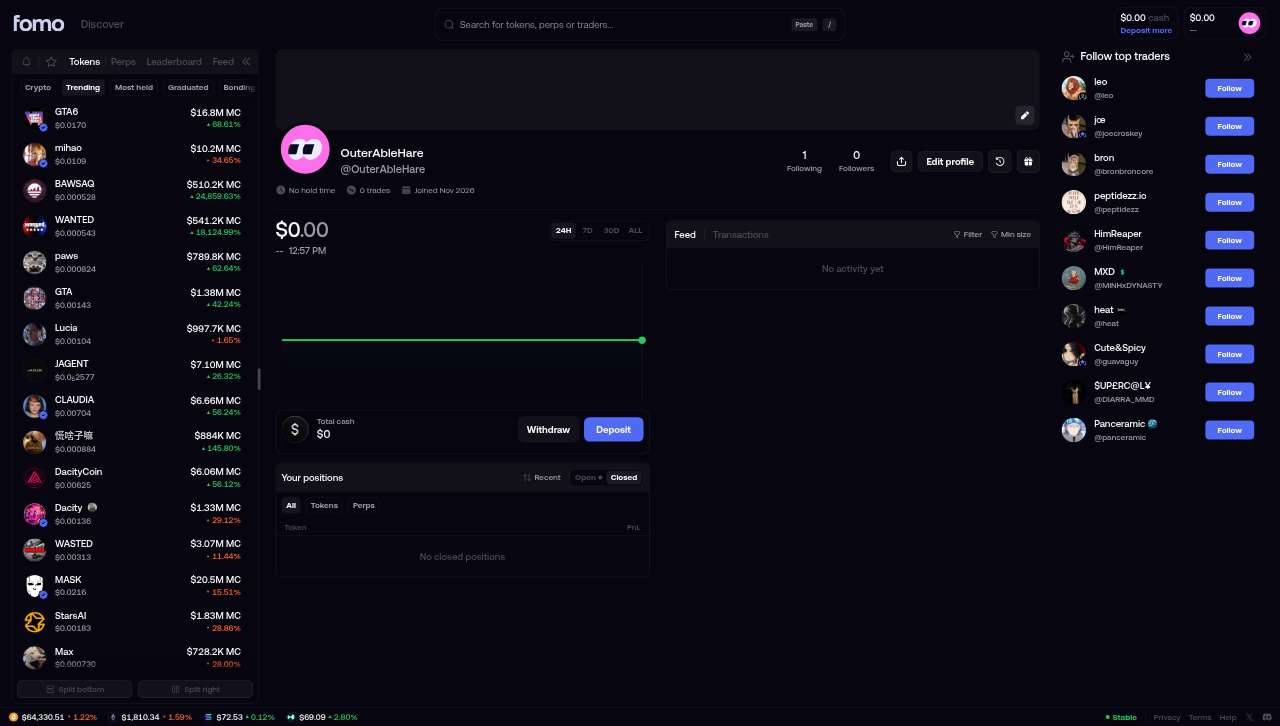 fomo
Discover
Search for tokens, perps or traders...
Paste
/
$0.00 cash
Deposit more
$0.00
—
Tokens Perps Leaderboard Feed
Crypto Trending Most held Graduated Bonding
GTA6 $16.8M MC
$0.0170 68.61%
mihao $10.2M MC
$0.0109 34.65%
BAWSAQ $510.2K MC
$0.000528 24,859.63%
WANTED $541.2K MC
$0.000543 18,124.99%
paws $789.8K MC
$0.000824 62.64%
GTA $1.38M MC
$0.00143 42.24%
Lucia $997.7K MC
$0.00104 1.65%
JAGENT $7.10M MC
$0.0₅2577 26.32%
CLAUDIA $6.66M MC
$0.00704 56.24%
慌啥子嘛 $884K MC
$0.000884 145.80%
DacityCoin $6.06M MC
$0.00625 56.12%
Dacity $1.33M MC
$0.00136 29.12%
WASTED $3.07M MC
$0.00313 11.44%
MASK $20.5M MC
$0.0216 15.51%
StarsAI $1.83M MC
$0.00183 28.86%
Max $728.2K MC
$0.000730 28.00%
Split bottom Split right
OuterAbleHare
@OuterAbleHare
No hold time 0 trades Joined Nov 2026
1 Following
0 Followers
Edit profile
$0.00
-- 12:57 PM
24H 7D 30D ALL
Total cash
$0
Withdraw Deposit
Your positions
Recent Open Closed
All Tokens Perps
Token PnL
No closed positions
Feed Transactions
Filter Min size
No activity yet
Follow top traders
leo
@leo
Follow
jœ
@joecroskey
Follow
bron
@bronbroncore
Follow
peptidezz.io
@peptidezz
Follow
HimReaper
@HimReaper
Follow
MXD
@MINHxDYNASTY
Follow
heat
@heat
Follow
Cute&Spicy
@guavaguy
Follow
$UP£RC@L¥
@DIARRA_MMD
Follow
Panceramic
@panceramic
Follow
$64,330.51 1.22% $1,810.34 1.59% $72.53 0.12% $69.09 2.80%
Stable Privacy Terms Help